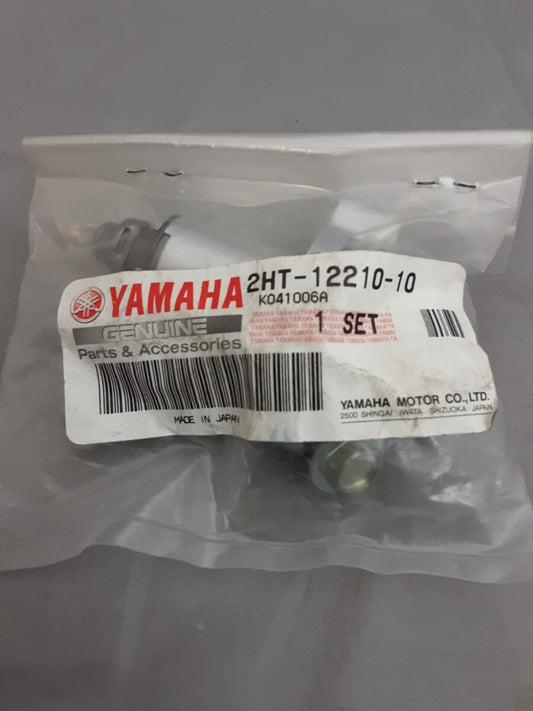 YAMAHA 2HT-12210-10
GENUINE K041006A
Parts & Accessories 1 SET
MADE IN JAPAN
YAMAHA MOTOR CO.,LTD.
2500 SHINGAI IWATA SHIZUOKA JAPAN